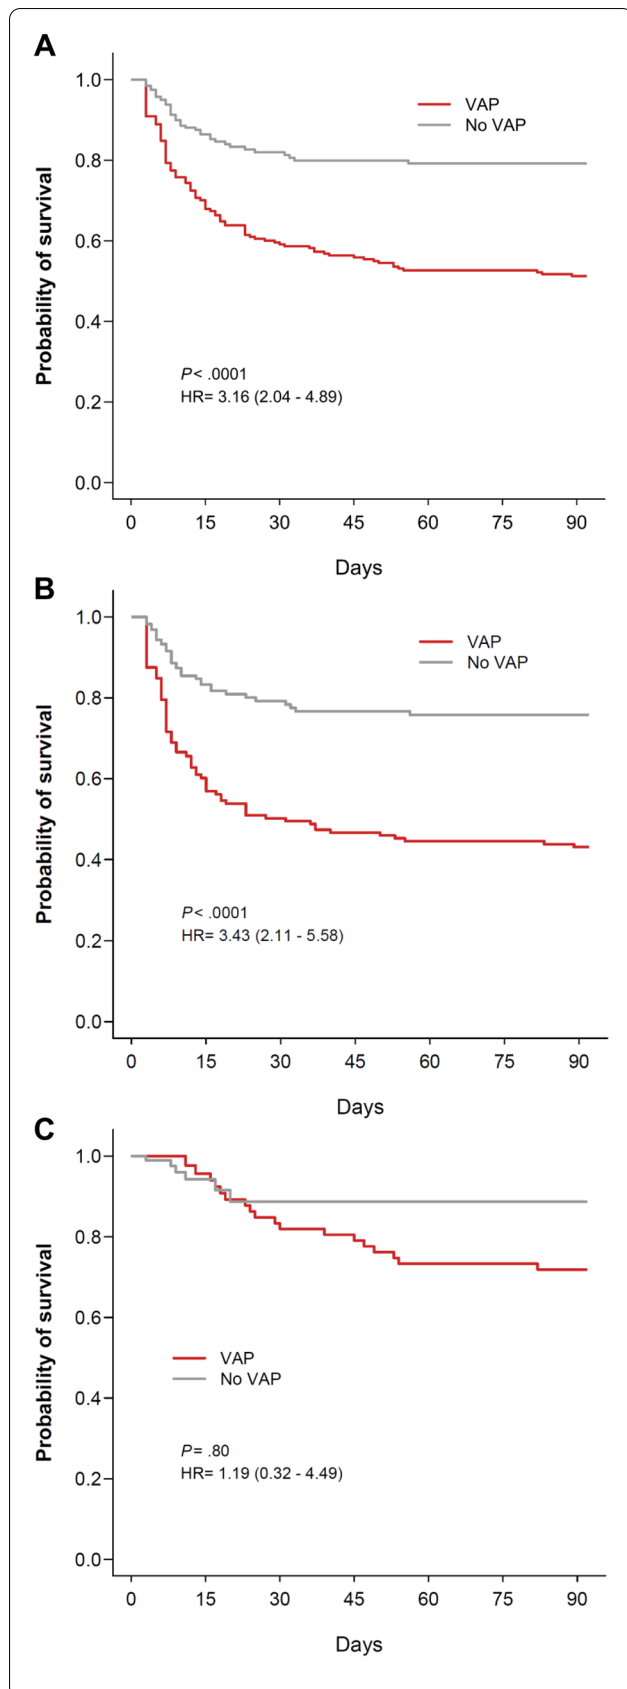 A
1.0
0.8
0.6
0.4
0.2
0.0
Probability of survival
VAP
No VAP
P< .0001
HR= 3.16 (2.04 - 4.89)
0 15 30 45 60 75 90
Days
B
1.0
0.8
0.6
0.4
0.2
0.0
Probability of survival
VAP
No VAP
P< .0001
HR= 3.43 (2.11 - 5.58)
0 15 30 45 60 75 90
Days
C
1.0
0.8
0.6
0.4
0.2
0.0
Probability of survival
VAP
No VAP
P= .80
HR= 1.19 (0.32 - 4.49)
0 15 30 45 60 75 90
Days